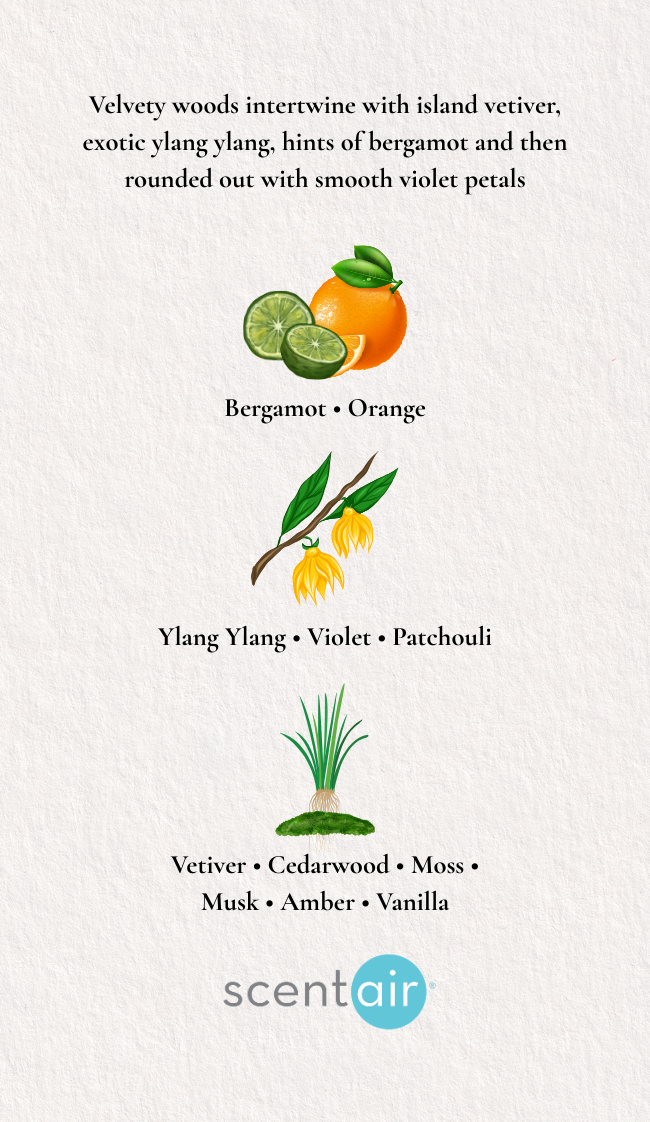 Velvety woods intertwine with island vetiver,
exotic ylang ylang, hints of bergamot and then
rounded out with smooth violet petals
Bergamot • Orange
Ylang Ylang • Violet • Patchouli
Vetiver • Cedarwood • Moss •
Musk • Amber • Vanilla
scentair®